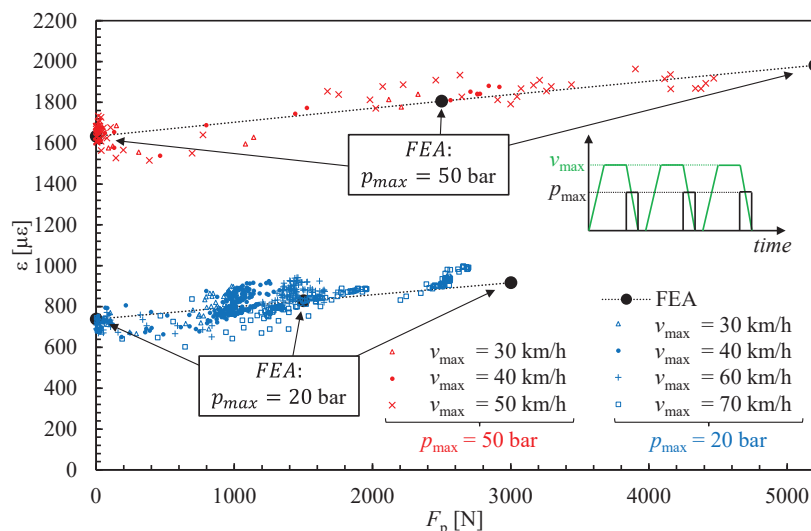 2200
2000
1800
1600
1400
1200
1000
800
600
400
200
0
ε [με]
FEA:
p_max = 50 bar
v_max
p_max
time
FEA:
p_max = 20 bar
FEA
v_max = 30 km/h
v_max = 40 km/h
v_max = 50 km/h
p_max = 50 bar
v_max = 30 km/h
v_max = 40 km/h
v_max = 60 km/h
v_max = 70 km/h
p_max = 20 bar
0 1000 2000 3000 4000 5000
F_p [N]